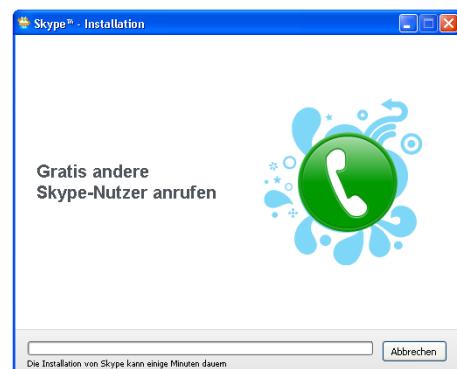 Skype™ - Installation
Gratis andere
Skype-Nutzer anrufen
Abbrechen
Die Installation von Skype kann einige Minuten dauern